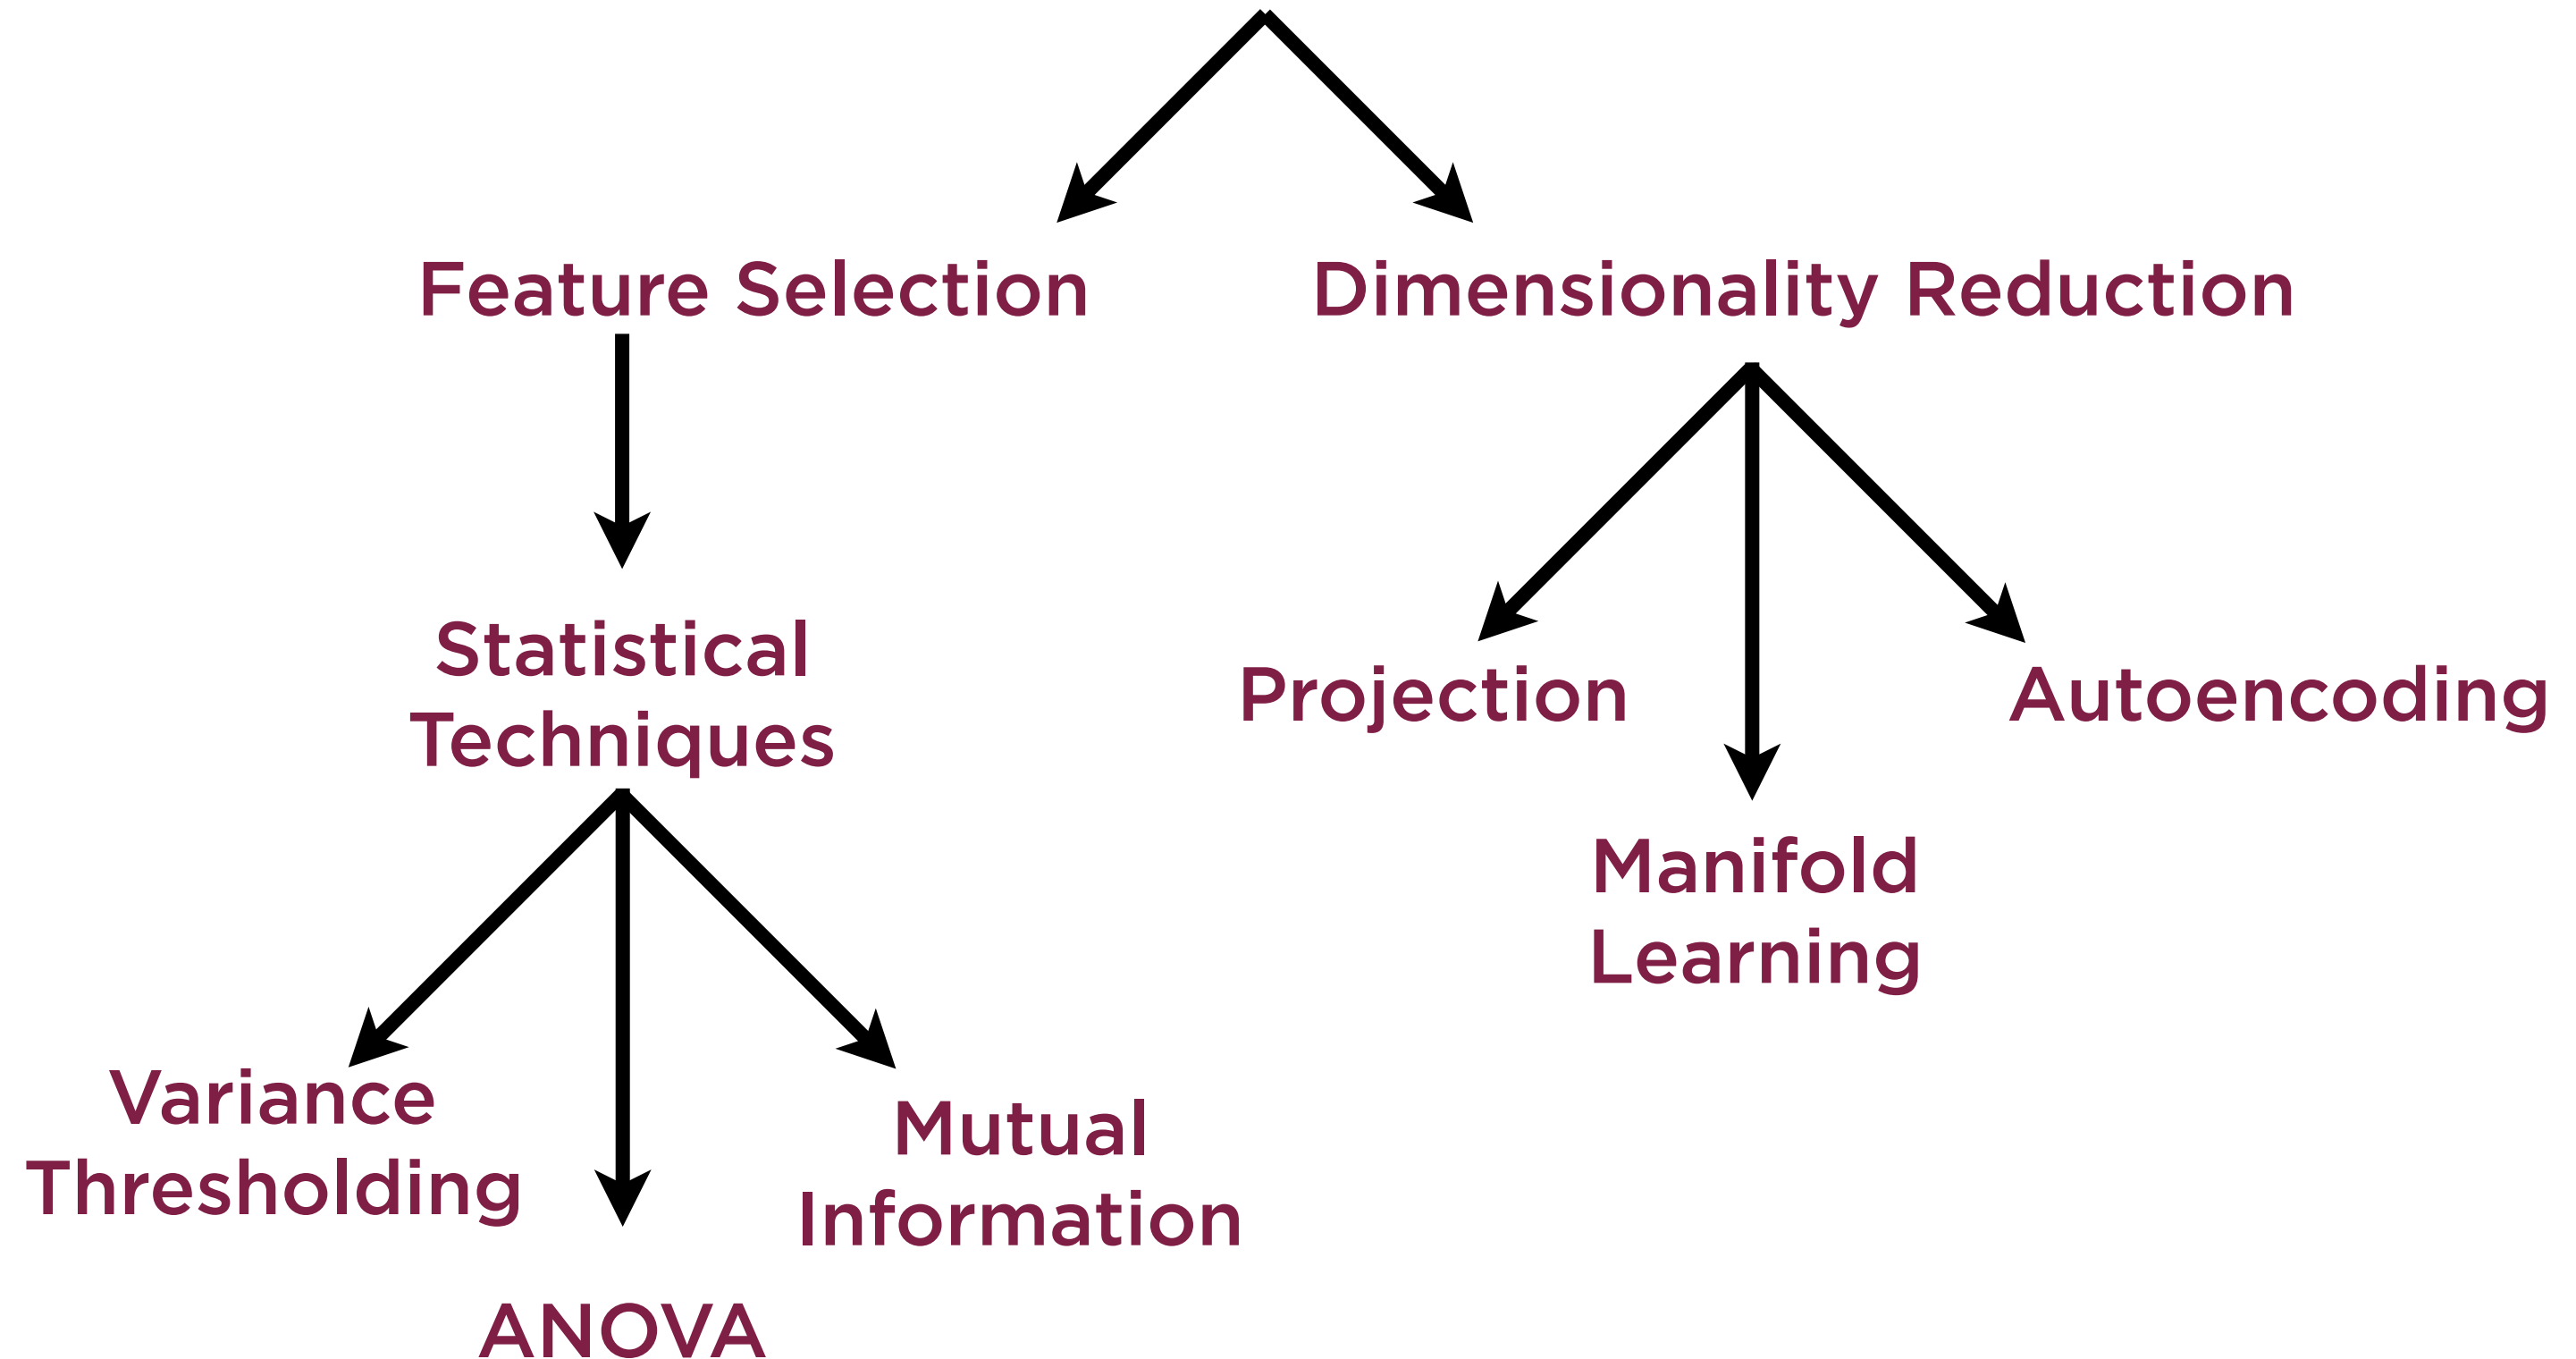 Feature Selection
Dimensionality Reduction
Statistical
Techniques
Projection
Autoencoding
Manifold
Learning
Variance
Thresholding
Mutual
Information
ANOVA